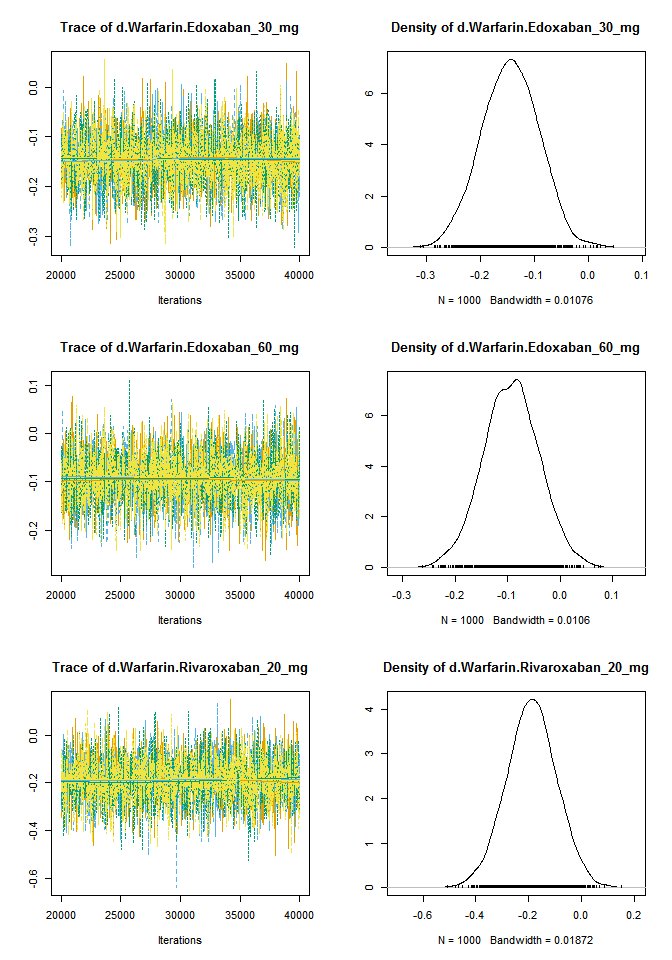 Trace of d.Warfarin.Edoxaban_30_mg
0.0
-0.1
-0.2
-0.3
20000 25000 30000 35000 40000
Iterations
Density of d.Warfarin.Edoxaban_30_mg
6
4
2
0
-0.3 -0.2 -0.1 0.0 0.1
N = 1000 Bandwidth = 0.01076
Trace of d.Warfarin.Edoxaban_60_mg
0.1
0.0
-0.1
-0.2
20000 25000 30000 35000 40000
Iterations
Density of d.Warfarin.Edoxaban_60_mg
6
4
2
0
-0.3 -0.2 -0.1 0.0 0.1
N = 1000 Bandwidth = 0.0106
Trace of d.Warfarin.Rivaroxaban_20_mg
0.0
-0.2
-0.4
-0.6
20000 25000 30000 35000 40000
Iterations
Density of d.Warfarin.Rivaroxaban_20_mg
4
3
2
1
0
-0.6 -0.4 -0.2 0.0 0.2
N = 1000 Bandwidth = 0.01872